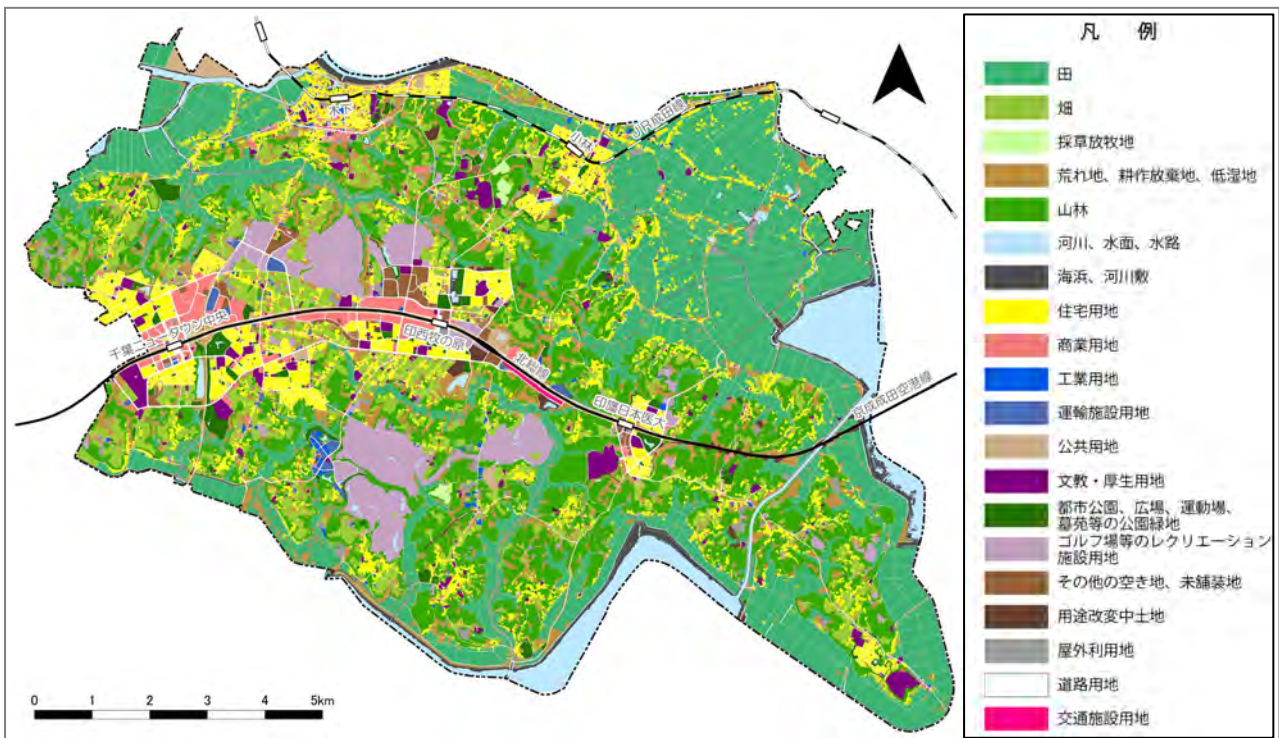 木下
小林
JR成田線
千葉ニュータウン中央
印西牧の原
北総線
印旛日本医大
京成成田空港線
0 1 2 3 4 5km
凡 例
田
畑
採草放牧地
荒れ地、耕作放棄地、低湿地
山林
河川、水面、水路
海浜、河川敷
住宅用地
商業用地
工業用地
運輸施設用地
公共用地
文教・厚生用地
都市公園、広場、運動場、
墓苑等の公園緑地
ゴルフ場等のレクリエーション
施設用地
その他の空き地、未舗装地
用途改変中土地
屋外利用地
道路用地
交通施設用地